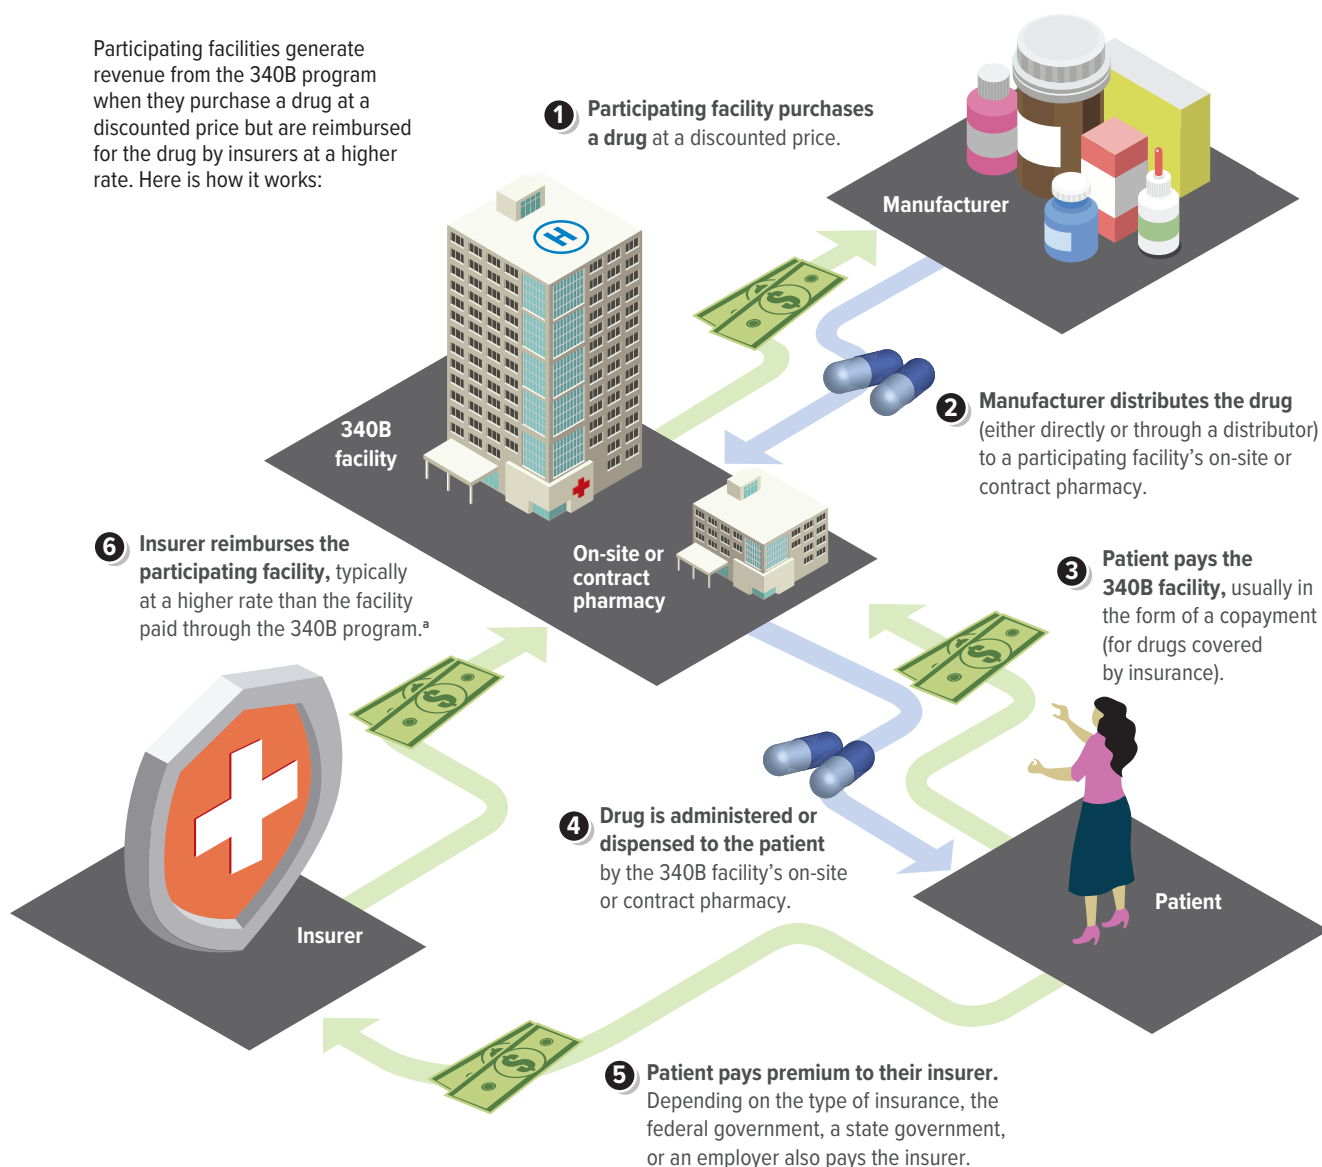 Participating facilities generate
revenue from the 340B program
when they purchase a drug at a
discounted price but are reimbursed
for the drug by insurers at a higher
rate. Here is how it works:
1 Participating facility purchases
a drug at a discounted price.
Manufacturer
H
2 Manufacturer distributes the drug
(either directly or through a distributor)
to a participating facility’s on-site or
contract pharmacy.
340B
facility
On-site or
contract
pharmacy
3 Patient pays the
340B facility, usually in
the form of a copayment
(for drugs covered
by insurance).
6 Insurer reimburses the
participating facility, typically
at a higher rate than the facility
paid through the 340B program.ᵃ
4 Drug is administered or
dispensed to the patient
by the 340B facility’s on-site
or contract pharmacy.
Patient
Insurer
5 Patient pays premium to their insurer.
Depending on the type of insurance, the
federal government, a state government,
or an employer also pays the insurer.
$
$
$
$